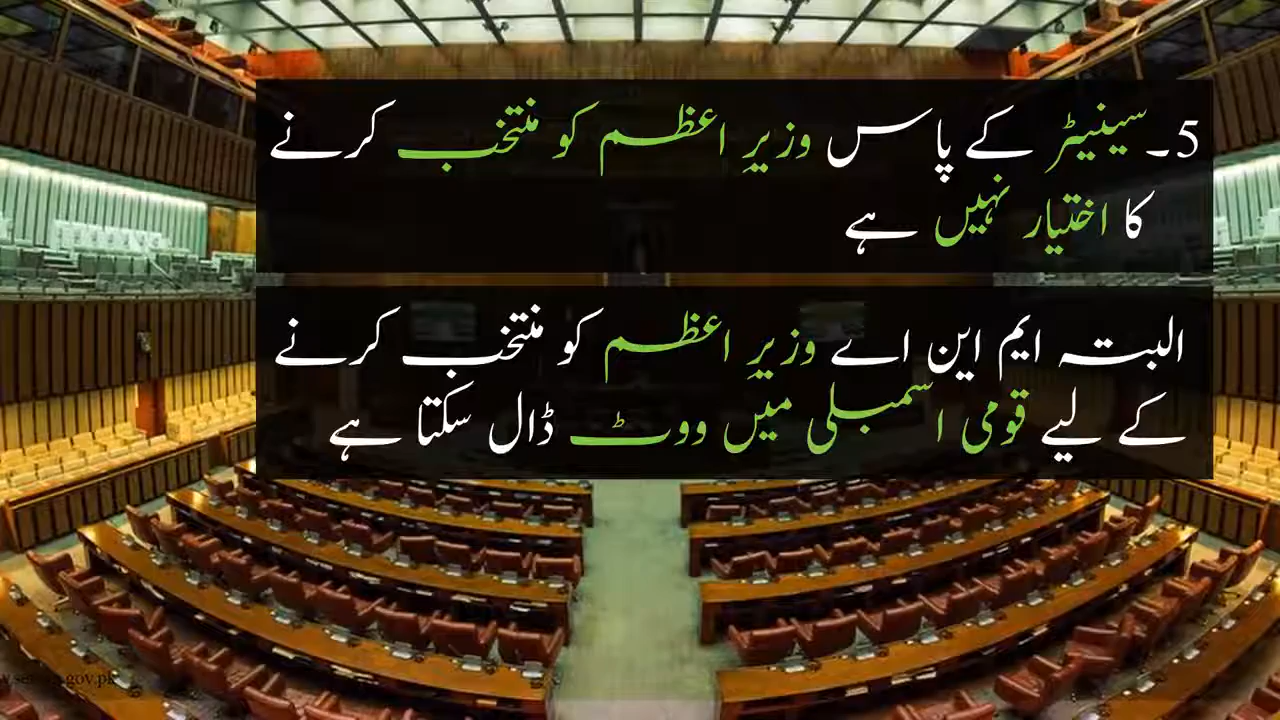 5۔سینیٹر کے پاس وزیرِ اعظم کو منتخب کرنے
کا اختیار نہیں ہے
البتہ ایم این اے وزیرِ اعظم کو منتخب کرنے
کے لیے قومی اسمبلی میں ووٹ ڈال سکتا ہے